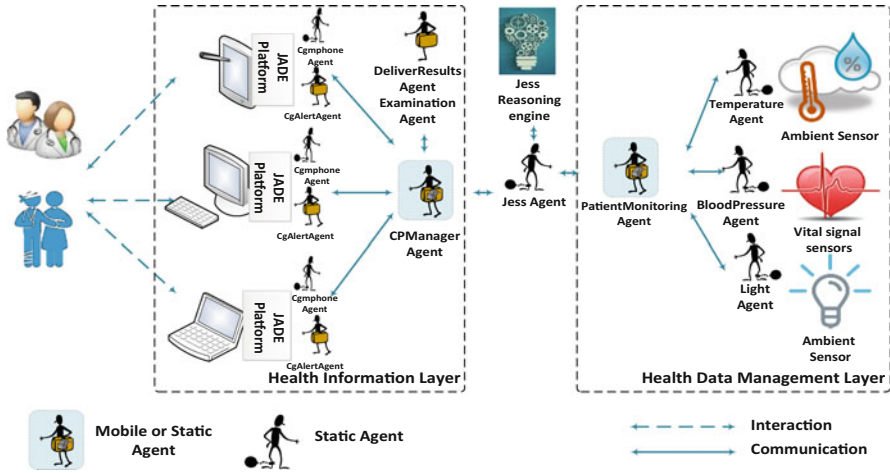 JADE
Platform
Cgmphone
Agent
CgAlertAgent
JADE
Platform
Cgmphone
Agent
CgAlertAgent
JADE
Platform
Cgmphone
Agent
CgAlertAgent
DeliverResults
Agent
Examination
Agent
CPManager
Agent
Health Information Layer
Jess
Reasoning
engine
Jess Agent
PatientMonitoring
Agent
Temperature
Agent
%
Ambient Sensor
BloodPressure
Agent
Vital signal
sensors
Light
Agent
Ambient
Sensor
Health Data Management Layer
Mobile or Static
Agent
Static Agent
Interaction
Communication